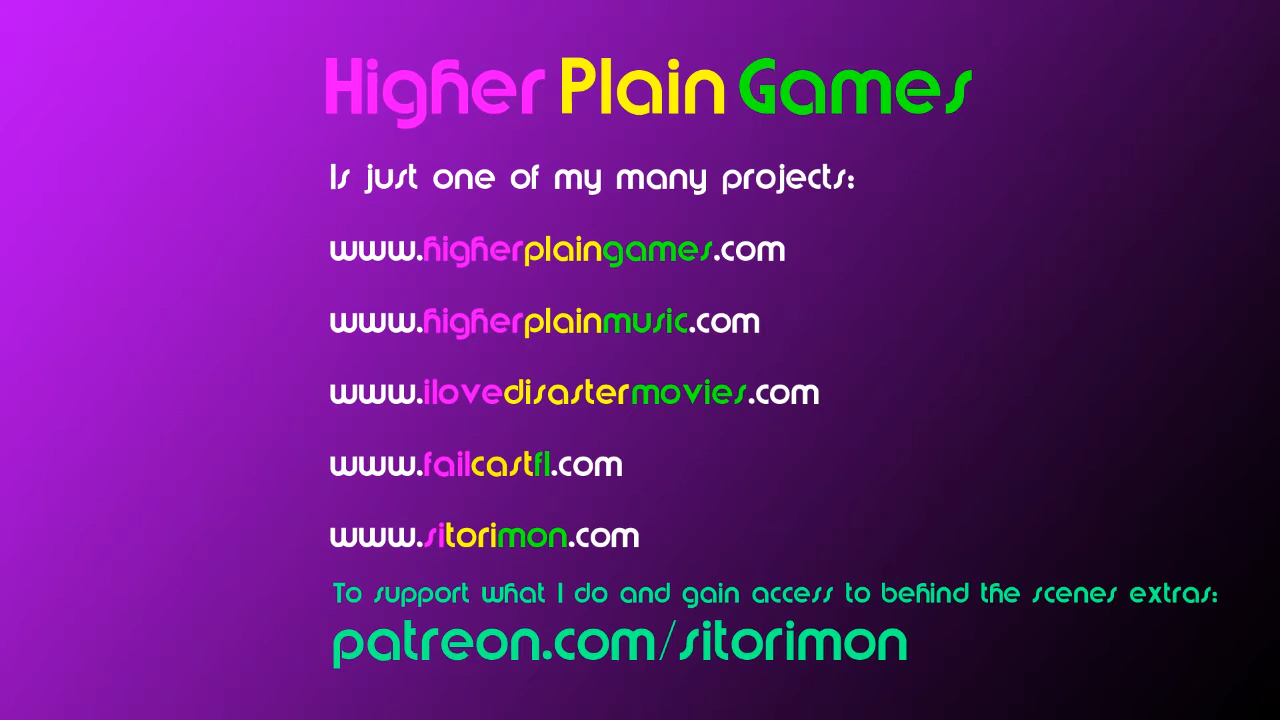 Higher Plain Games
Is just one of my many projects:
www.higherplaingames.com
www.higherplainmusic.com
www.ilovedisastermovies.com
www.failcastfl.com
www.sitorimon.com
To support what I do and gain access to behind the scenes extras:
patreon.com/sitorimon